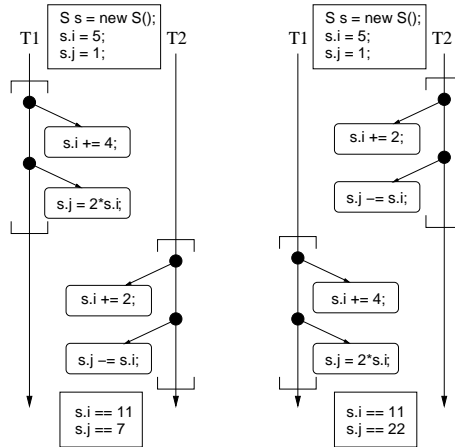 S s = new S();
s.i = 5;
s.j = 1;
T1
T2
s.i += 4;
s.j = 2*s.i;
s.i += 2;
s.j −= s.i;
s.i == 11
s.j == 7
S s = new S();
s.i = 5;
s.j = 1;
T1
T2
s.i += 2;
s.j −= s.i;
s.i += 4;
s.j = 2*s.i;
s.i == 11
s.j == 22